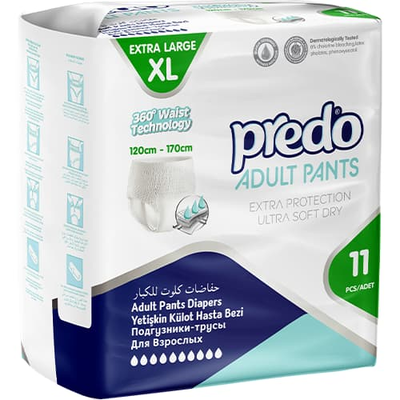 EXTRA LARGE
XL
Dermatologically Tested
360° Waist
Technology
120cm - 170cm
predo®
ADULT PANTS
EXTRA PROTECTION
ULTRA SOFT DRY
11
PCS/ADET
حفاضات كلوت للكبار
Adult Pants Diapers
Yetişkin Külot Hasta Bezi
Подгузники-трусы
Для Взрослых